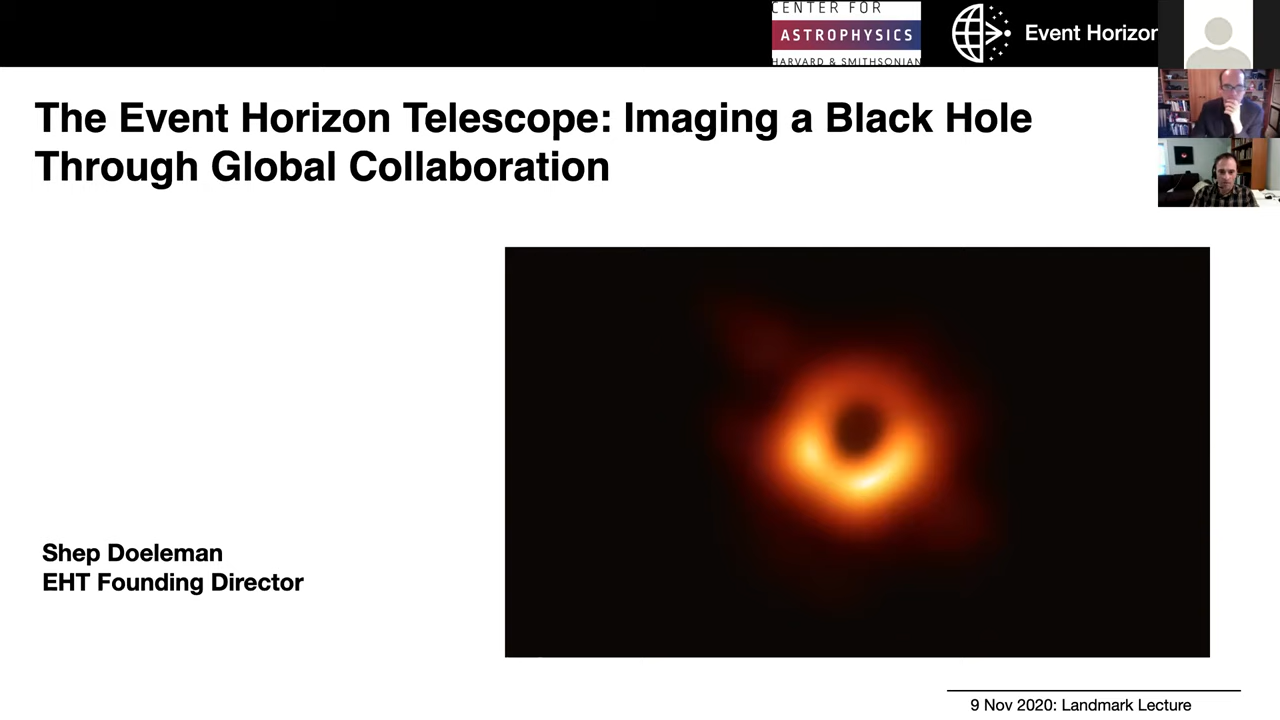 CENTER FOR
ASTROPHYSICS
HARVARD & SMITHSONIAN
Event Horizon
The Event Horizon Telescope: Imaging a Black Hole
Through Global Collaboration
Shep Doeleman
EHT Founding Director
9 Nov 2020: Landmark Lecture